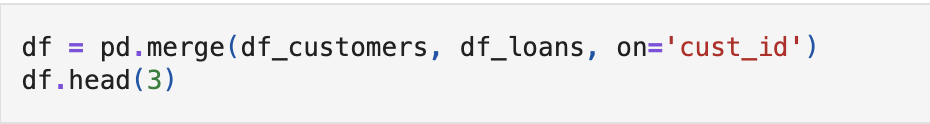 df = pd.merge(df_customers, df_loans, on='cust_id')
df.head(3)